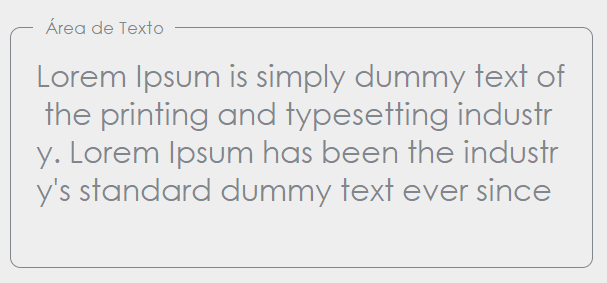 Área de Texto
Lorem Ipsum is simply dummy text of
the printing and typesetting industr
y. Lorem Ipsum has been the industr
y's standard dummy text ever since